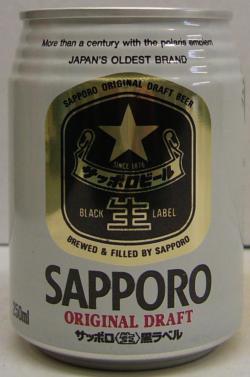 More than a century with the polaris emblem
JAPAN'S OLDEST BRAND
SAPPORO ORIGINAL DRAFT BEER
SINCE 1876
サッポロビール
BLACK 生 LABEL
BREWED & FILLED BY SAPPORO
SAPPORO
250ml
ORIGINAL DRAFT
サッポロ〈生〉黒ラベル